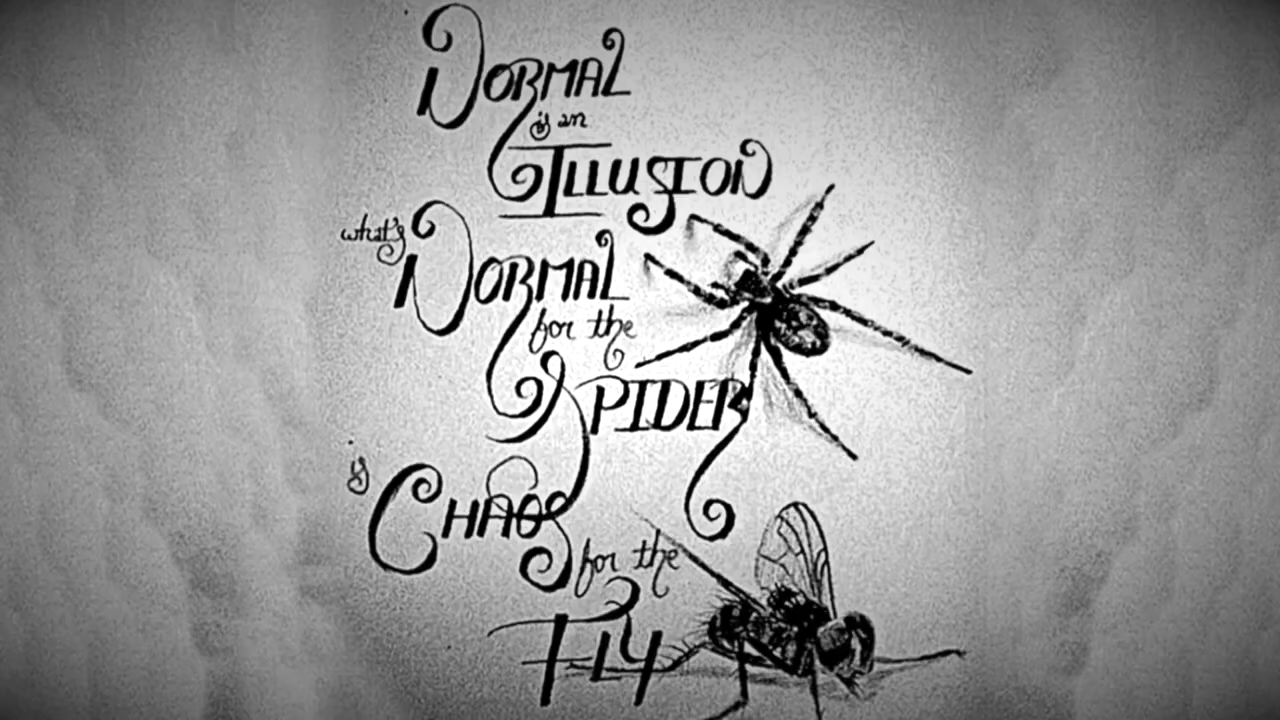 Normal
is an
Illusion
what's
Normal
for the
Spider
is
Chaos
for the
Fly